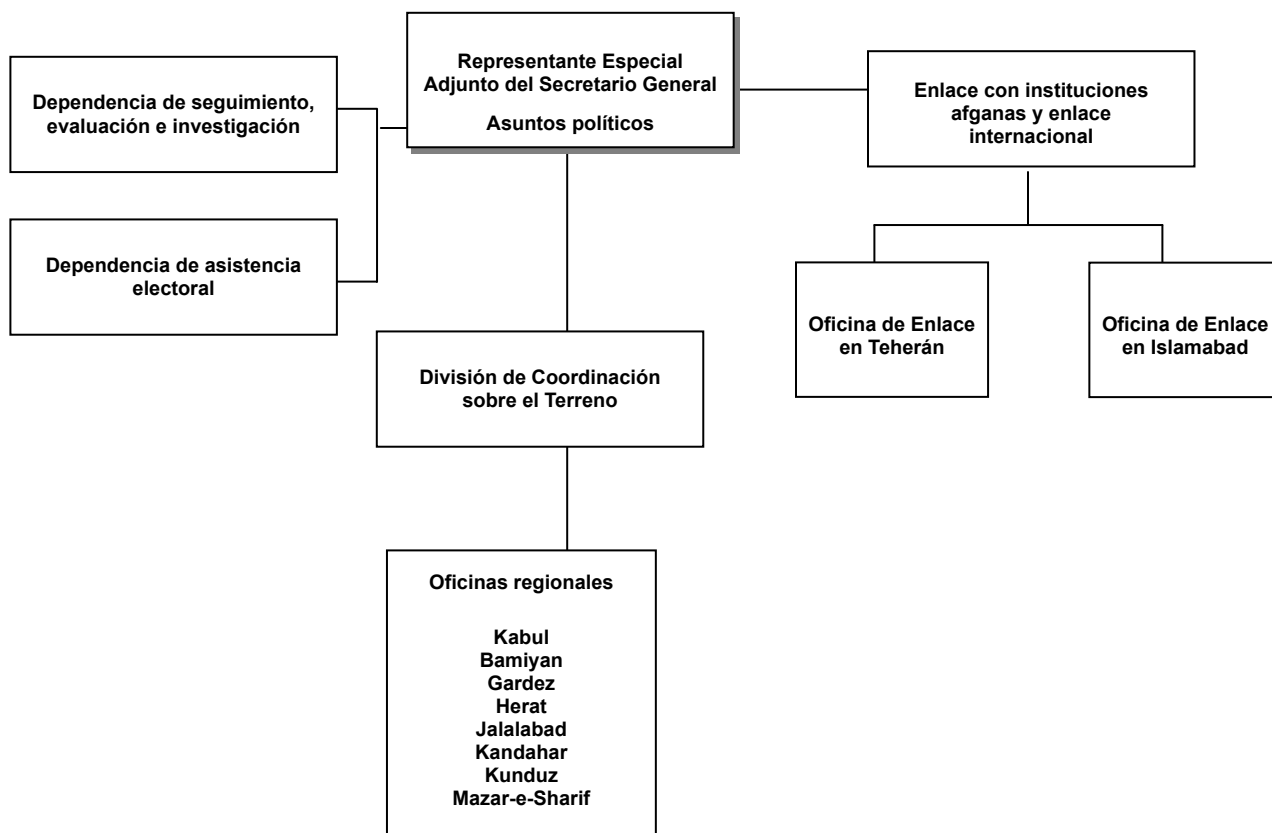 Representante Especial
Adjunto del Secretario General
Asuntos políticos
Dependencia de seguimiento,
evaluación e investigación
Enlace con instituciones
afganas y enlace
internacional
Dependencia de asistencia
electoral
Oficina de Enlace
en Teherán
Oficina de Enlace
en Islamabad
División de Coordinación
sobre el Terreno
Oficinas regionales
Kabul
Bamiyan
Gardez
Herat
Jalalabad
Kandahar
Kunduz
Mazar-e-Sharif